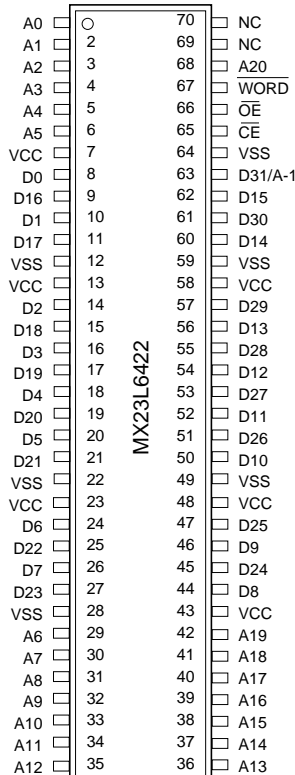 A0 70 NC
A1 2 69 NC
A2 3 68 A20
A3 4 67 WORD
A4 5 66 OE
A5 6 65 CE
VCC 7 64 VSS
D0 8 63 D31/A-1
D16 9 62 D15
D1 10 61 D30
D17 11 60 D14
VSS 12 59 VSS
VCC 13 58 VCC
D2 14 57 D29
D18 15 56 D13
D3 16 55 D28
D19 17 54 D12
D4 18 53 D27
D20 19 52 D11
D5 20 51 D26
D21 21 50 D10
VSS 22 49 VSS
VCC 23 48 VCC
D6 24 47 D25
D22 25 46 D9
D7 26 45 D24
D23 27 44 D8
VSS 28 43 VCC
A6 29 42 A19
A7 30 41 A18
A8 31 40 A17
A9 32 39 A16
A10 33 38 A15
A11 34 37 A14
A12 35 36 A13
MX23L6422